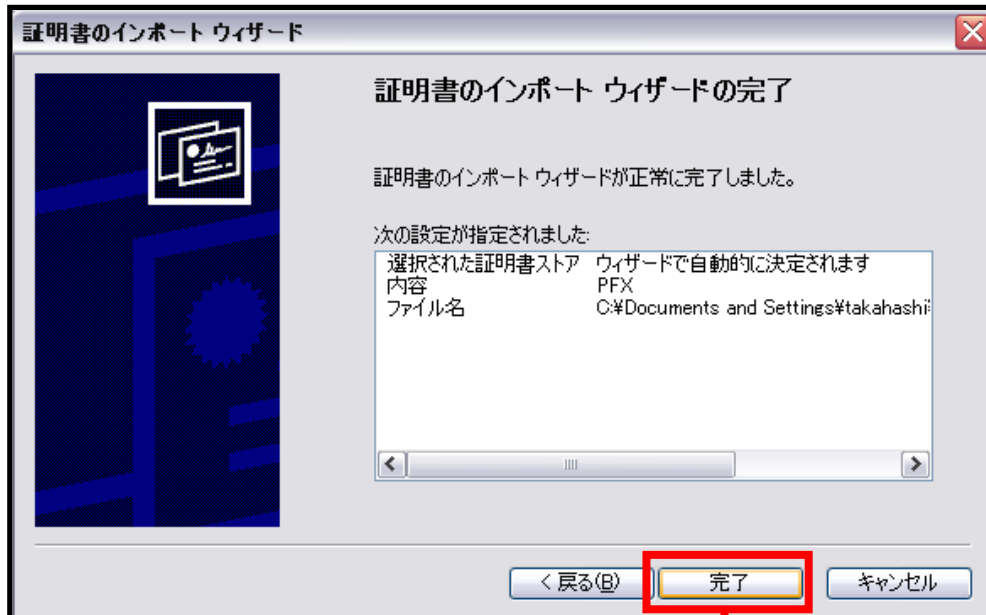 証明書のインポート ウィザード
証明書のインポート ウィザードの完了
証明書のインポート ウィザードが正常に完了しました。
次の設定が指定されました:
選択された証明書ストア ウィザードで自動的に決定されます
内容 PFX
ファイル名 C:¥Documents and Settings¥takahashi
< 戻る(B) 完了 キャンセル